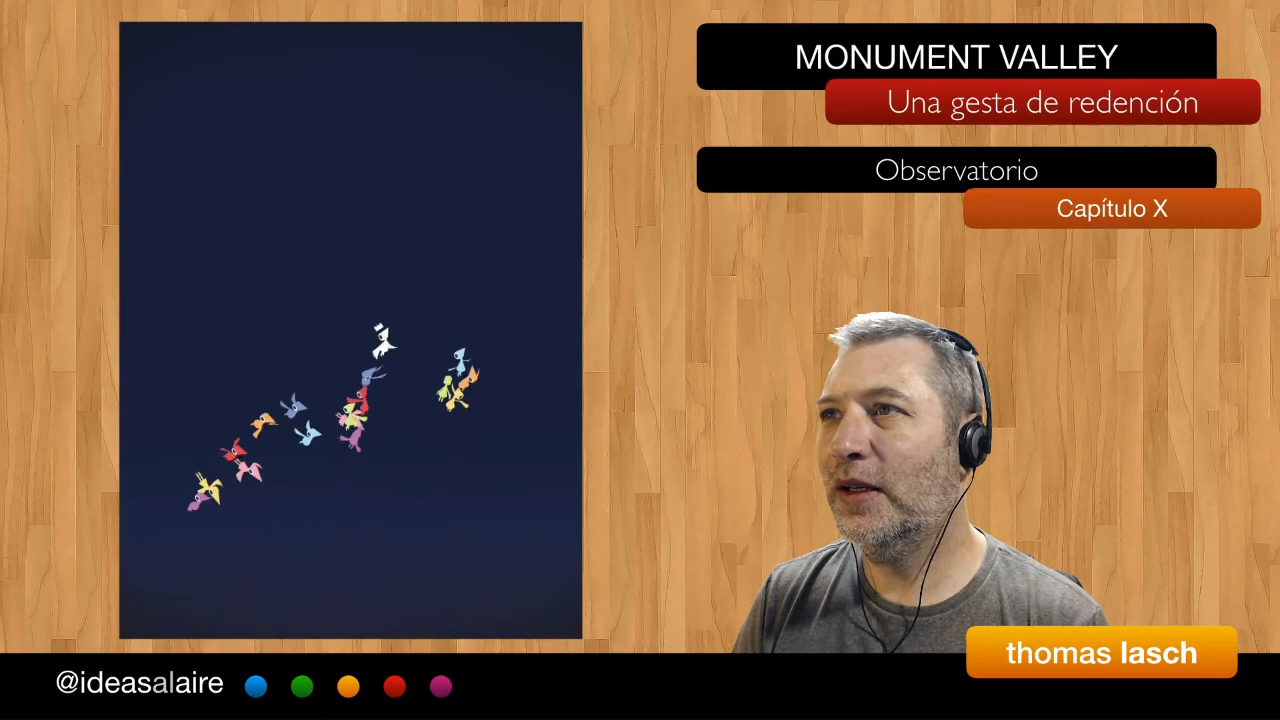 MONUMENT VALLEY
Una gesta de redención
Observatorio
Capítulo X
thomas lasch
@ideasalaire